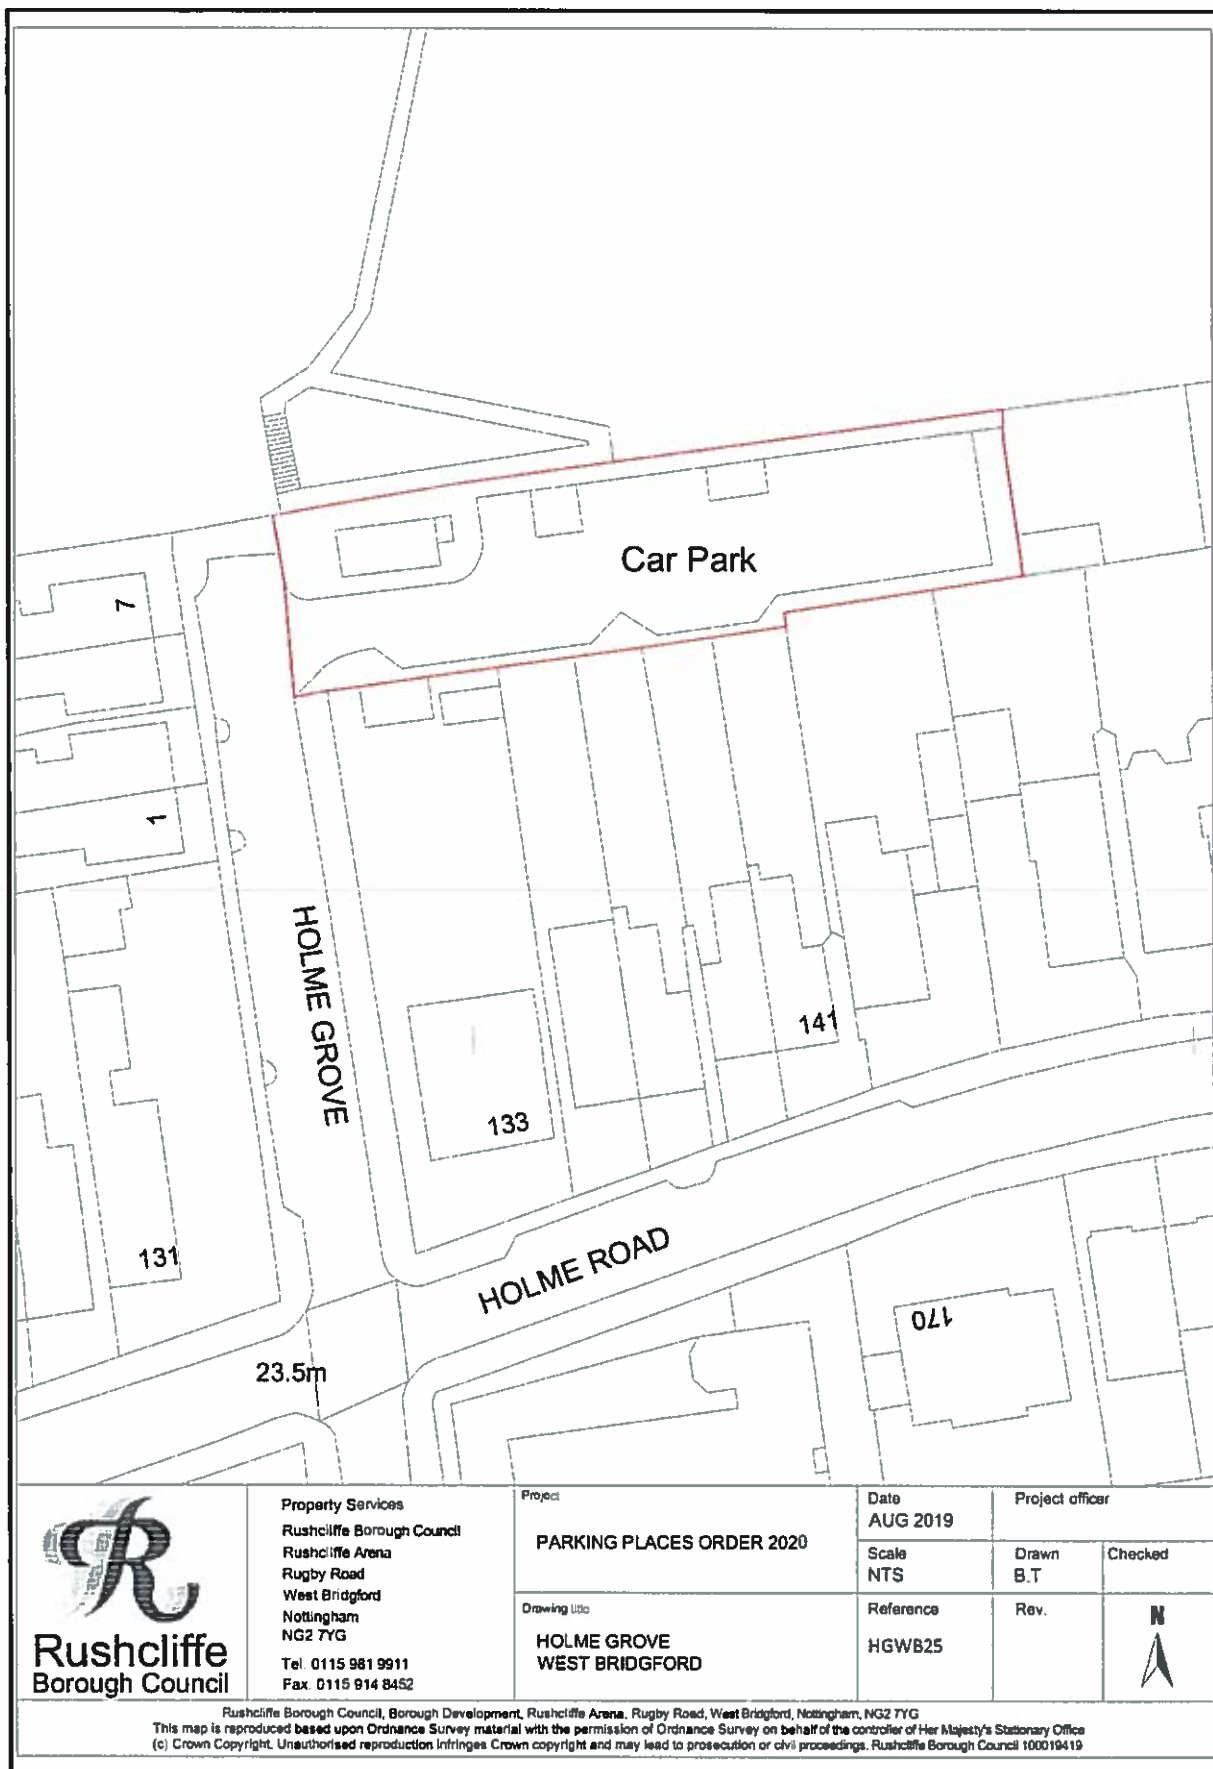 Car Park
7
1
HOLME GROVE
141
133
131
HOLME ROAD
170
23.5m
R
Rushcliffe
Borough Council
Property Services
Rushcliffe Borough Council
Rushcliffe Arena
Rugby Road
West Bridgford
Nottingham
NG2 7YG
Tel. 0115 981 9911
Fax. 0115 914 8452
Project
PARKING PLACES ORDER 2020
Drawing title
HOLME GROVE
WEST BRIDGFORD
Date
AUG 2019
Project officer
Scale
NTS
Drawn
B.T
Checked
Reference
HGWB25
Rev.
N
Rushcliffe Borough Council, Borough Development, Rushcliffe Arena, Rugby Road, West Bridgford, Nottingham, NG2 7YG
This map is reproduced based upon Ordnance Survey material with the permission of Ordnance Survey on behalf of the controller of Her Majesty's Stationary Office
(c) Crown Copyright. Unauthorised reproduction infringes Crown copyright and may lead to prosecution or civil proceedings. Rushcliffe Borough Council 100019419